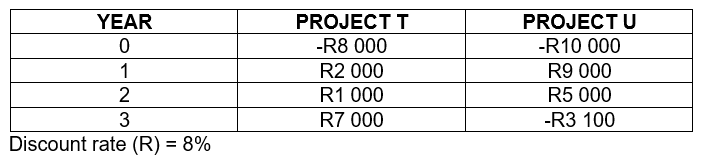 YEAR PROJECT T PROJECT U
0 -R8 000 -R10 000
1 R2 000 R9 000
2 R1 000 R5 000
3 R7 000 -R3 100
Discount rate (R) = 8%